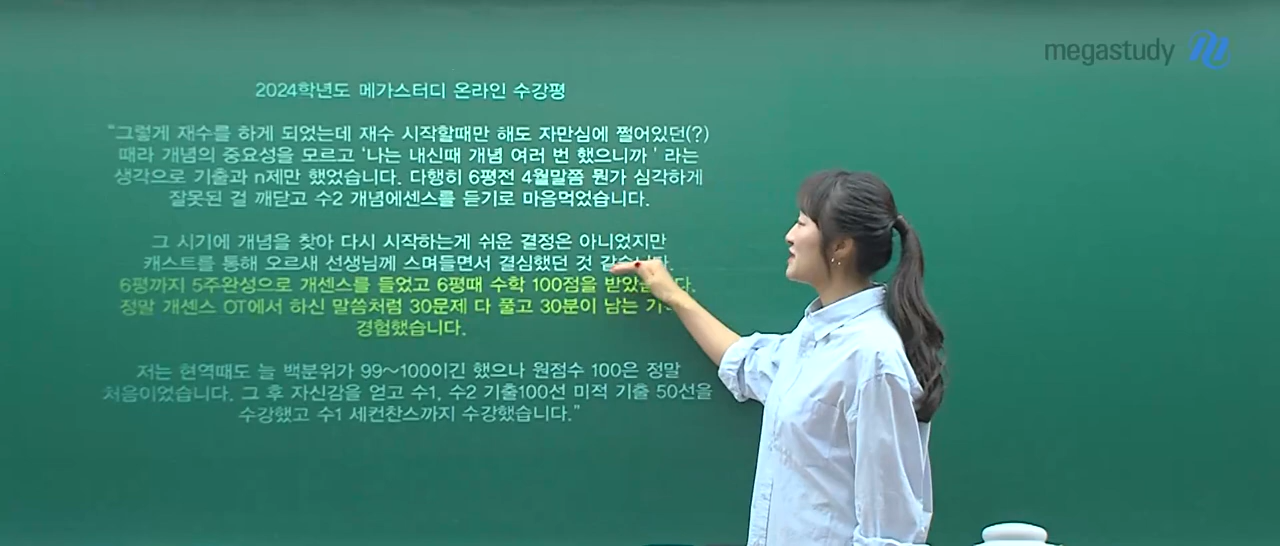 megastudy
2024학년도 메가스터디 온라인 수강평
“그렇게 재수를 하게 되었는데 재수 시작할때만 해도 자만심에 쩔어있던(?)
때라 개념의 중요성을 모르고 ‘나는 내신때 개념 여러 번 했으니까 ’ 라는
생각으로 기출과 n제만 했었습니다. 다행히 6평전 4월말쯤 뭔가 심각하게
잘못된 걸 깨닫고 수2 개념에센스를 듣기로 마음먹었습니다.
그 시기에 개념을 찾아 다시 시작하는게 쉬운 결정은 아니었지만
캐스트를 통해 오르새 선생님께 스며들면서 결심했던 것 같습니다.
6평까지 5주완성으로 개센스를 들었고 6평때 수학 100점을 받았습니다.
정말 개센스 OT에서 하신 말씀처럼 30문제 다 풀고 30분이 남는
경험했습니다.
저는 현역때도 늘 백분위가 99~100이긴 했으나 원점수 100은 정말
처음이었습니다. 그 후 자신감을 얻고 수1, 수2 기출100선 미적 기출 50선을
수강했고 수1 세컨찬스까지 수강했습니다.”